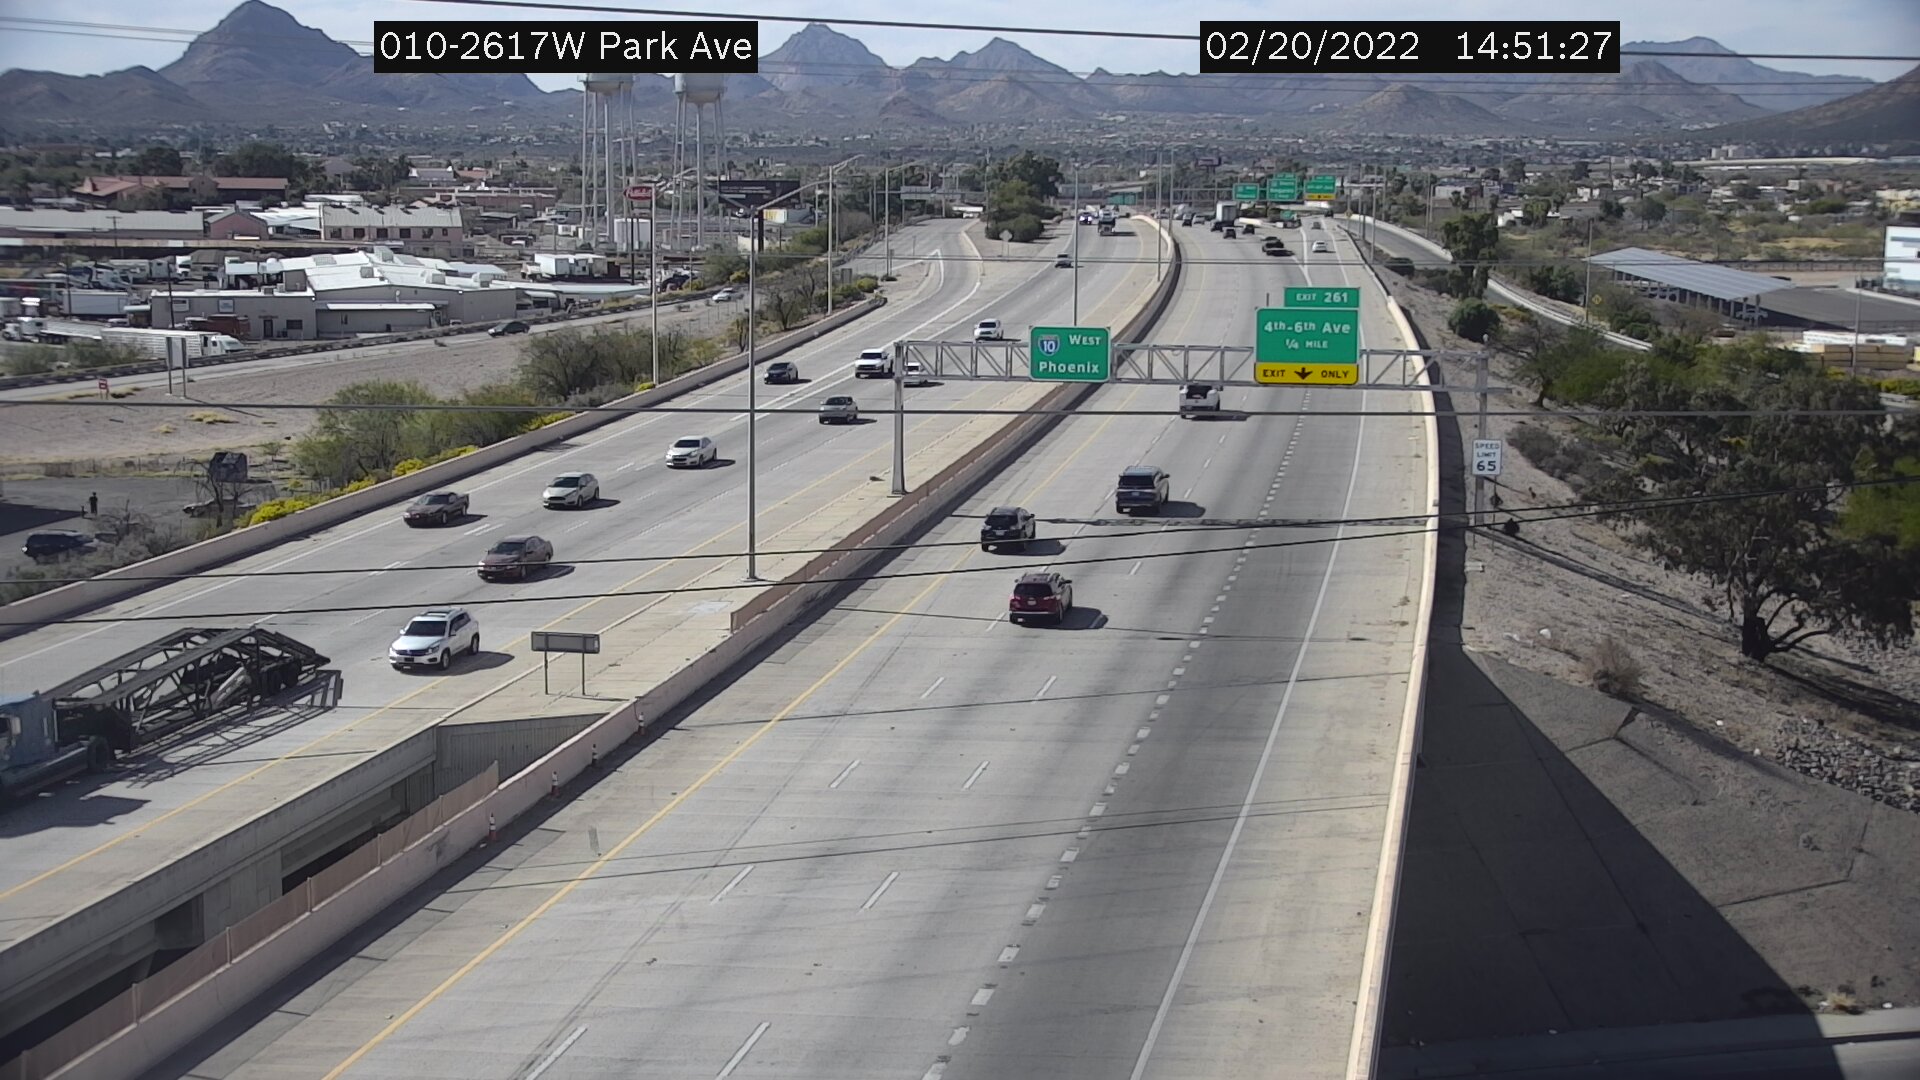 010-2617W Park Ave
02/20/2022 14:51:27
EXIT 261
4th-6th Ave
1/4 MILE
EXIT ONLY
10 WEST
Phoenix
SPEED
LIMIT
65